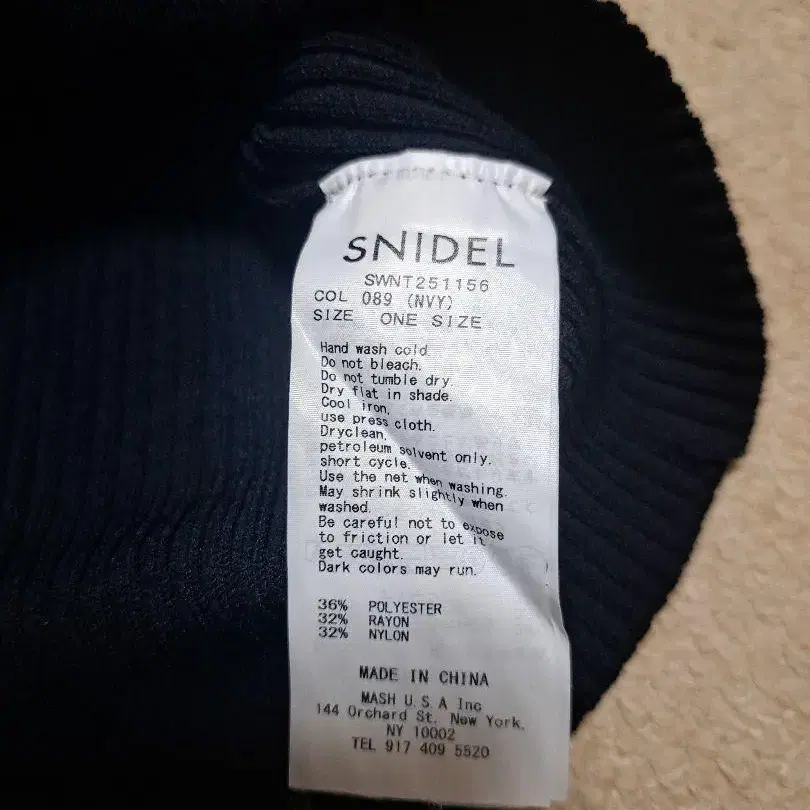 SNIDEL
SWNT251156
COL 089 (NVY)
SIZE ONE SIZE
Hand wash cold.
Do not bleach.
Do not tumble dry.
Dry flat in shade.
Cool iron,
use press cloth.
Dryclean,
petroleum solvent only.
short cycle.
Use the net when washing.
May shrink slightly when
washed.
Be careful not to expose
to friction or let it
get caught.
Dark colors may run.
36% POLYESTER
32% RAYON
32% NYLON
MADE IN CHINA
MASH U.S.A Inc
144 Orchard St. New York.
NY 10002
TEL 917 409 5520